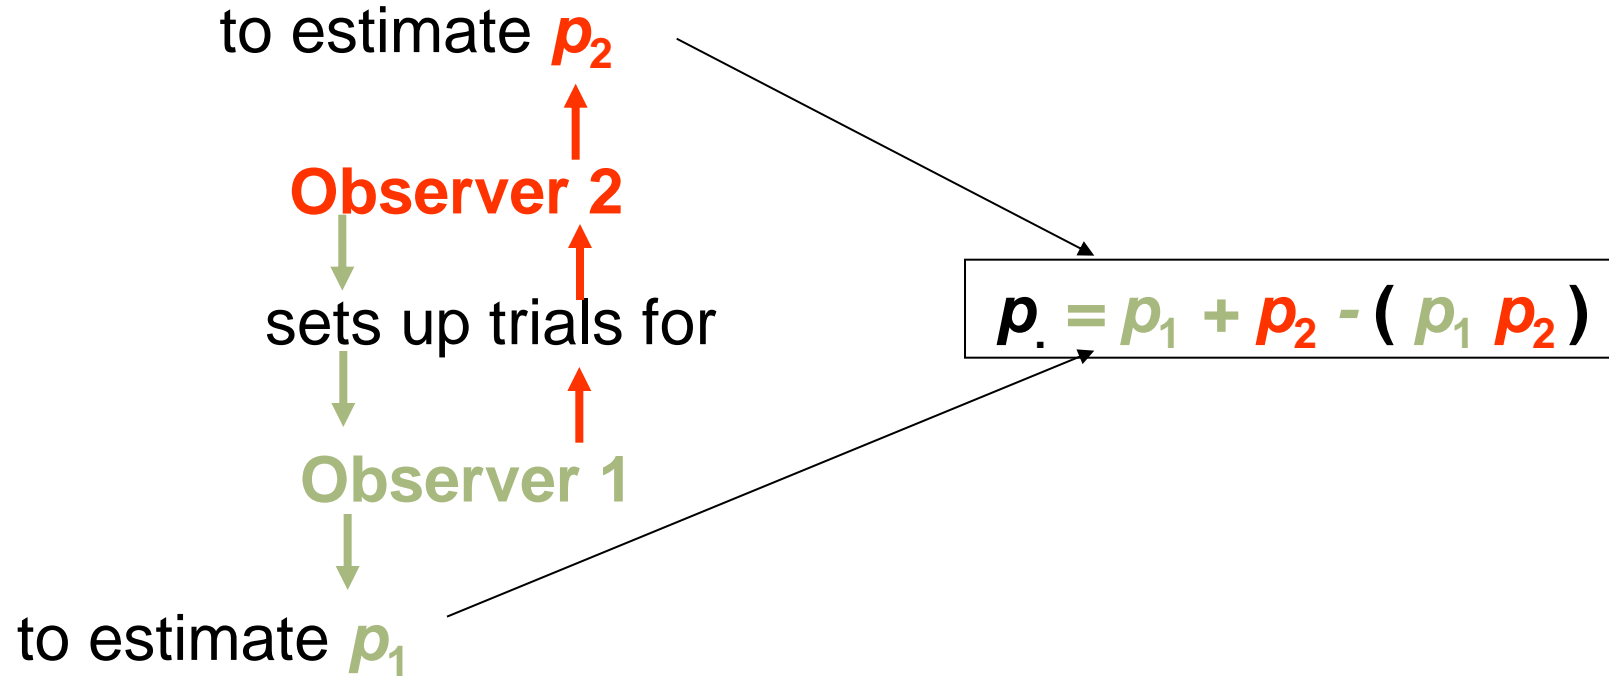 to estimate p₂
Observer 2
sets up trials for
p. = p₁ + p₂ - ( p₁ p₂ )
Observer 1
to estimate p₁